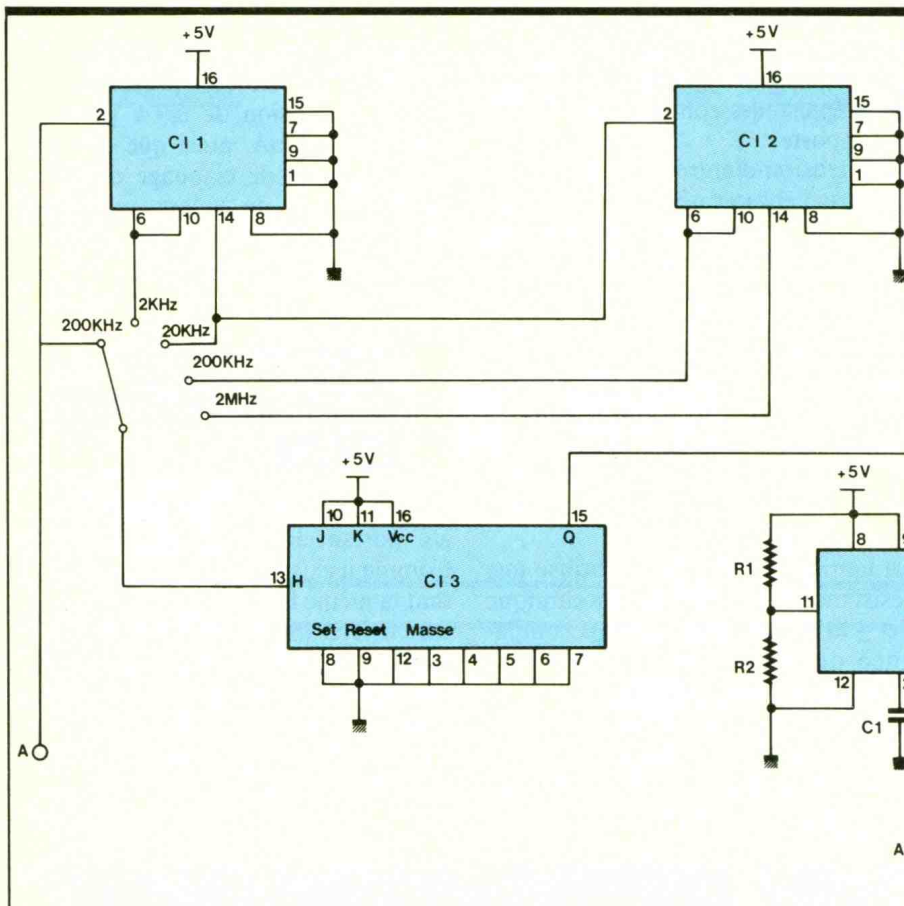 +5V
+5V
16
16
2
CI 1
15
7
9
1
2
CI 2
15
7
9
1
6
10
14
8
6
10
14
8
2KHz
200KHz
20KHz
200KHz
2MHz
+5V
+5V
10
11
16
15
J
K
Vcc
Q
8
R1
13
H
CI 3
11
Set
Reset
Masse
R2
8
9
12
3
4
5
6
7
12
C1
A
A